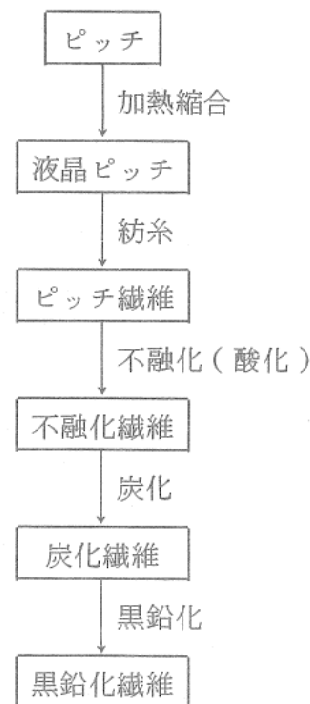 ピッチ
加熱縮合
液晶ピッチ
紡糸
ピッチ繊維
不融化(酸化)
不融化繊維
炭化
炭化繊維
黒鉛化
黒鉛化繊維